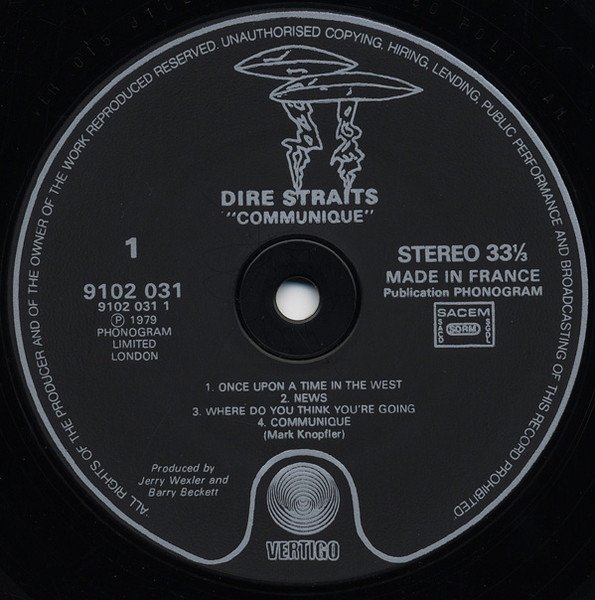 "ALL RIGHTS OF THE PRODUCER AND OF THE OWNER OF THE WORK REPRODUCED RESERVED. UNAUTHORISED COPYING, HIRING, LENDING, PUBLIC PERFORMANCE AND BROADCASTING OF THIS RECORD PROHIBITED"
DIRE STRAITS
"COMMUNIQUE"
1
STEREO 33⅓
MADE IN FRANCE
Publication PHONOGRAM
9102 031
9102 031 1
Ⓟ 1979
PHONOGRAM
LIMITED
LONDON
SACEM
SACD SDRM SGDL
1. ONCE UPON A TIME IN THE WEST
2. NEWS
3. WHERE DO YOU THINK YOU'RE GOING
4. COMMUNIQUE
(Mark Knopfler)
Produced by
Jerry Wexler and
Barry Beckett
VERTIGO